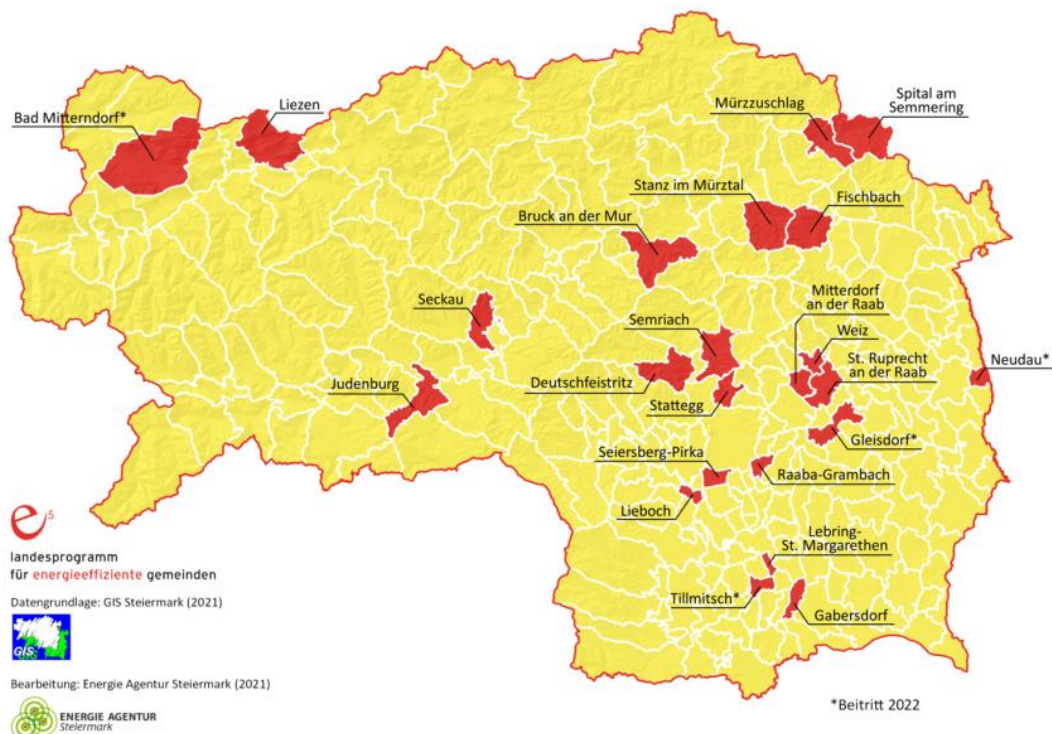 Bad Mitterndorf*
Liezen
Mürzzuschlag
Spital am
Semmering
Stanz im Mürztal
Fischbach
Bruck an der Mur
Seckau
Mitterdorf
an der Raab
Semriach
Weiz
St. Ruprecht
an der Raab
Neudau*
Judenburg
Deutschfeistritz
Stattegg
Gleisdorf*
Seiersberg-Pirka
Raaba-Grambach
Lieboch
Lebring-
St. Margarethen
Tillmitsch*
Gabersdorf
e5
landesprogramm
für energieeffiziente gemeinden
Datengrundlage: GIS Steiermark (2021)
GIS
Bearbeitung: Energie Agentur Steiermark (2021)
ENERGIE AGENTUR
Steiermark
*Beitritt 2022